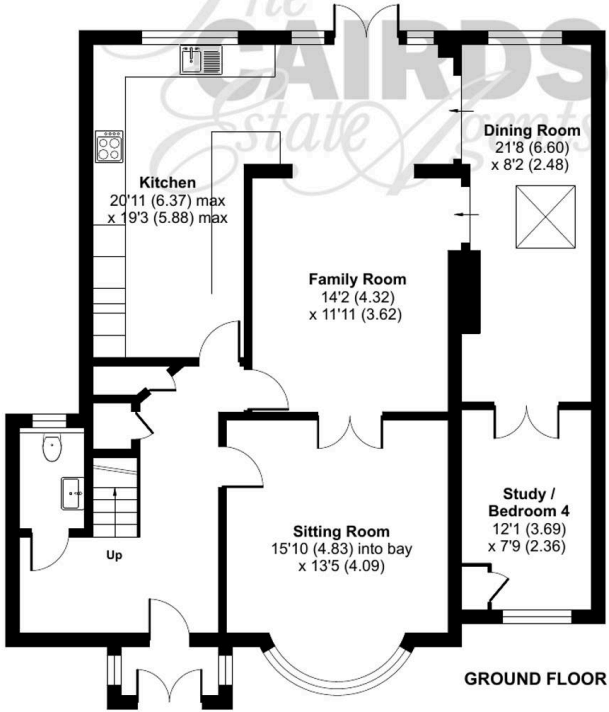 The
CAIRDS
Estate Agents
Dining Room
21'8 (6.60)
x 8'2 (2.48)
Kitchen
20'11 (6.37) max
x 19'3 (5.88) max
Family Room
14'2 (4.32)
x 11'11 (3.62)
Study /
Bedroom 4
12'1 (3.69)
x 7'9 (2.36)
Sitting Room
15'10 (4.83) into bay
x 13'5 (4.09)
Up
GROUND FLOOR